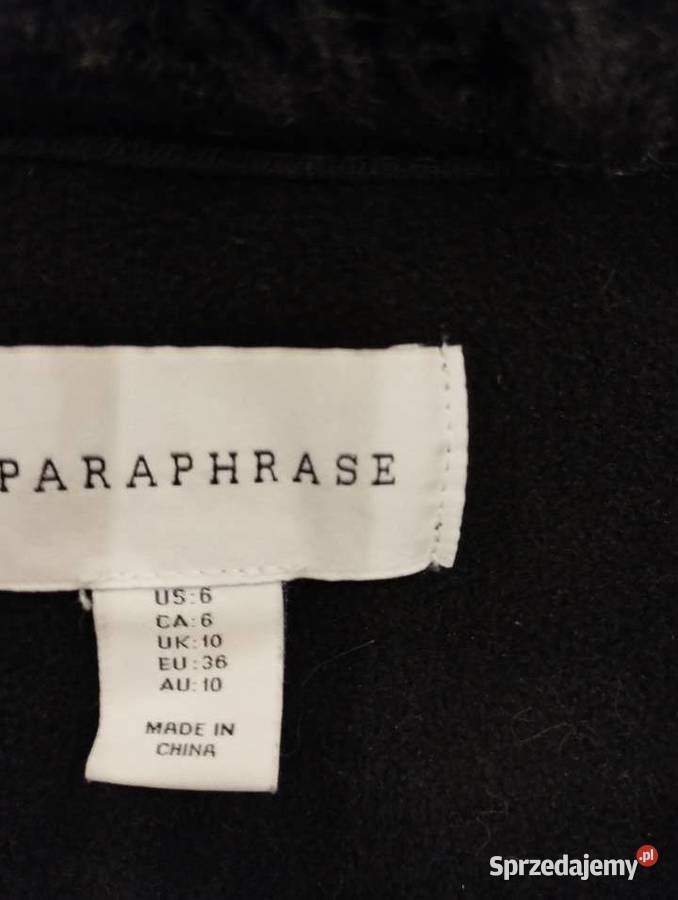 PARAPHRASE
US:6
CA:6
UK:10
EU:36
AU:10
MADE IN
CHINA
Sprzedajemy.pl